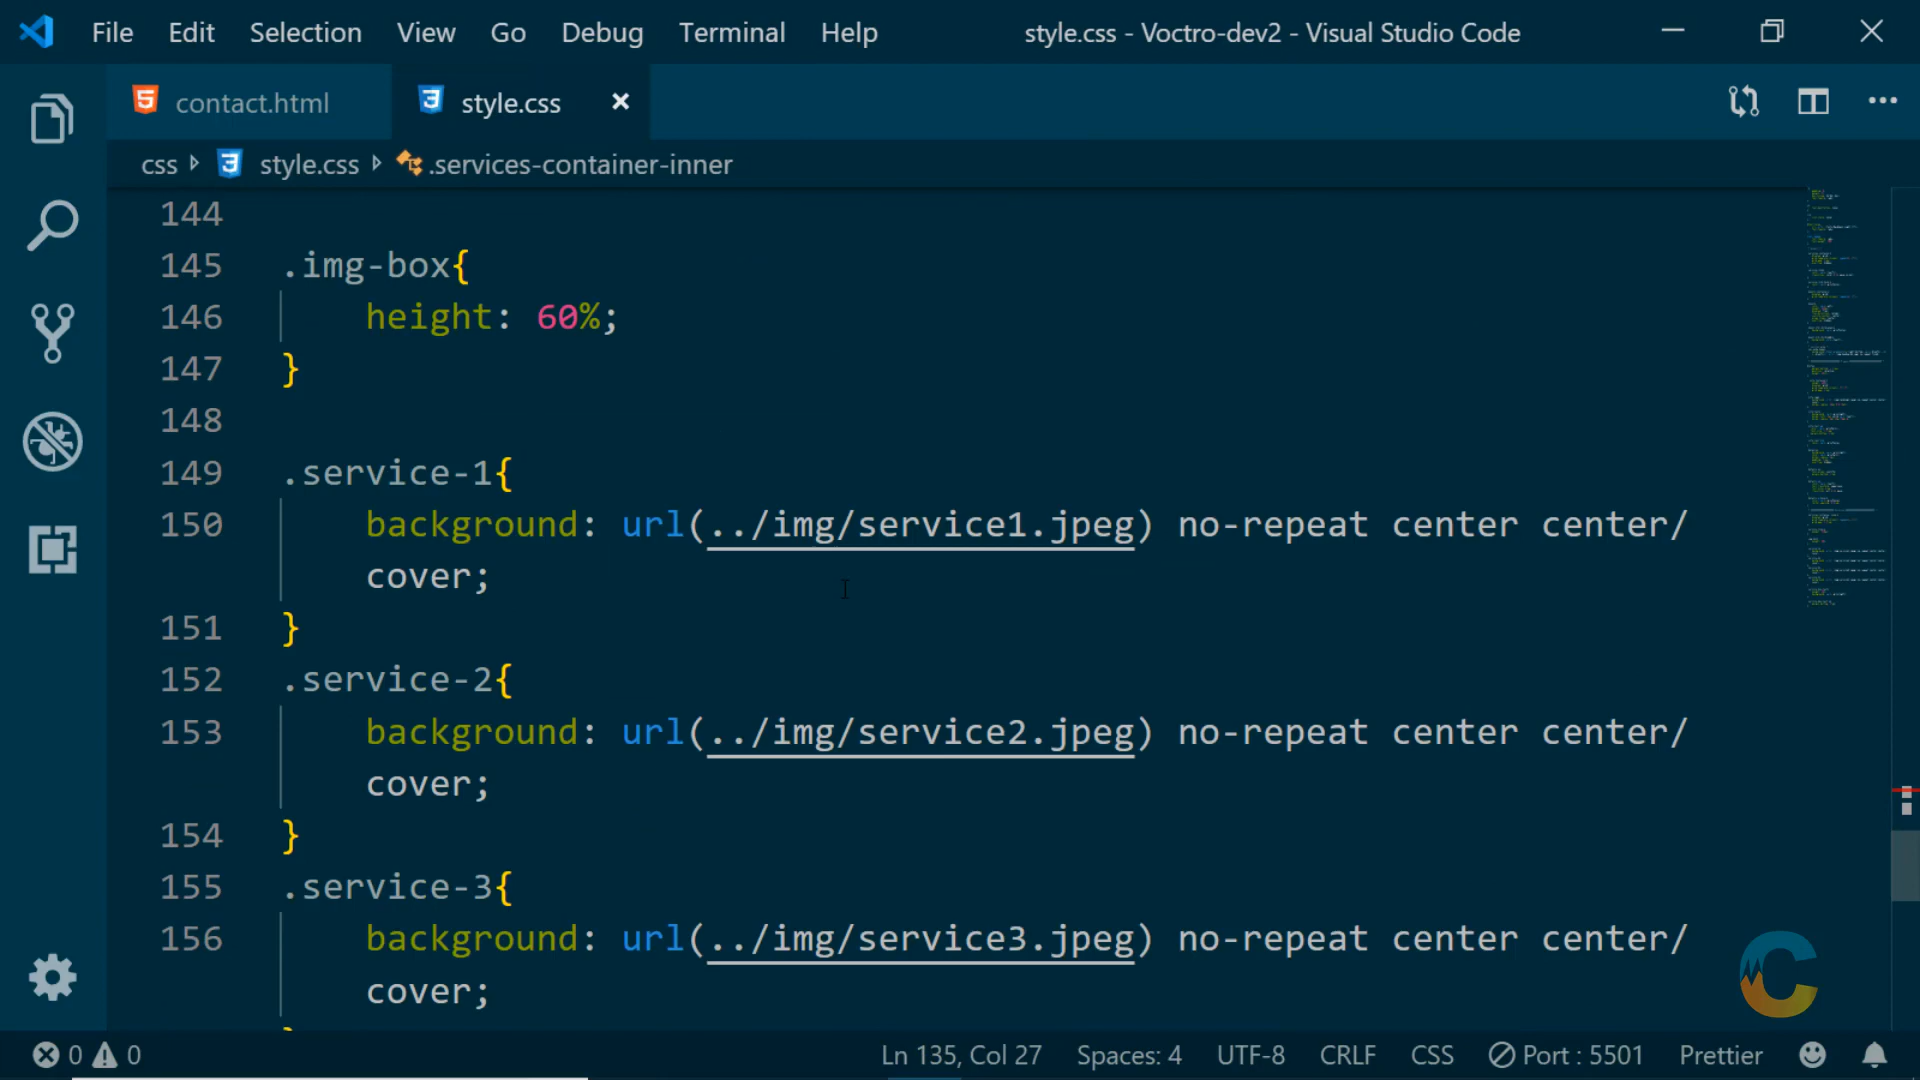 File Edit Selection View Go Debug Terminal Help style.css - Voctro-dev2 - Visual Studio Code
contact.html style.css
css style.css .services-container-inner
144
145 .img-box{
146 height: 60%;
147 }
148
149 .service-1{
150 background: url(../img/service1.jpeg) no-repeat center center/
cover;
151 }
152 .service-2{
153 background: url(../img/service2.jpeg) no-repeat center center/
cover;
154 }
155 .service-3{
156 background: url(../img/service3.jpeg) no-repeat center center/
cover;
0 0 Ln 135, Col 27 Spaces: 4 UTF-8 CRLF CSS Port : 5501 Prettier